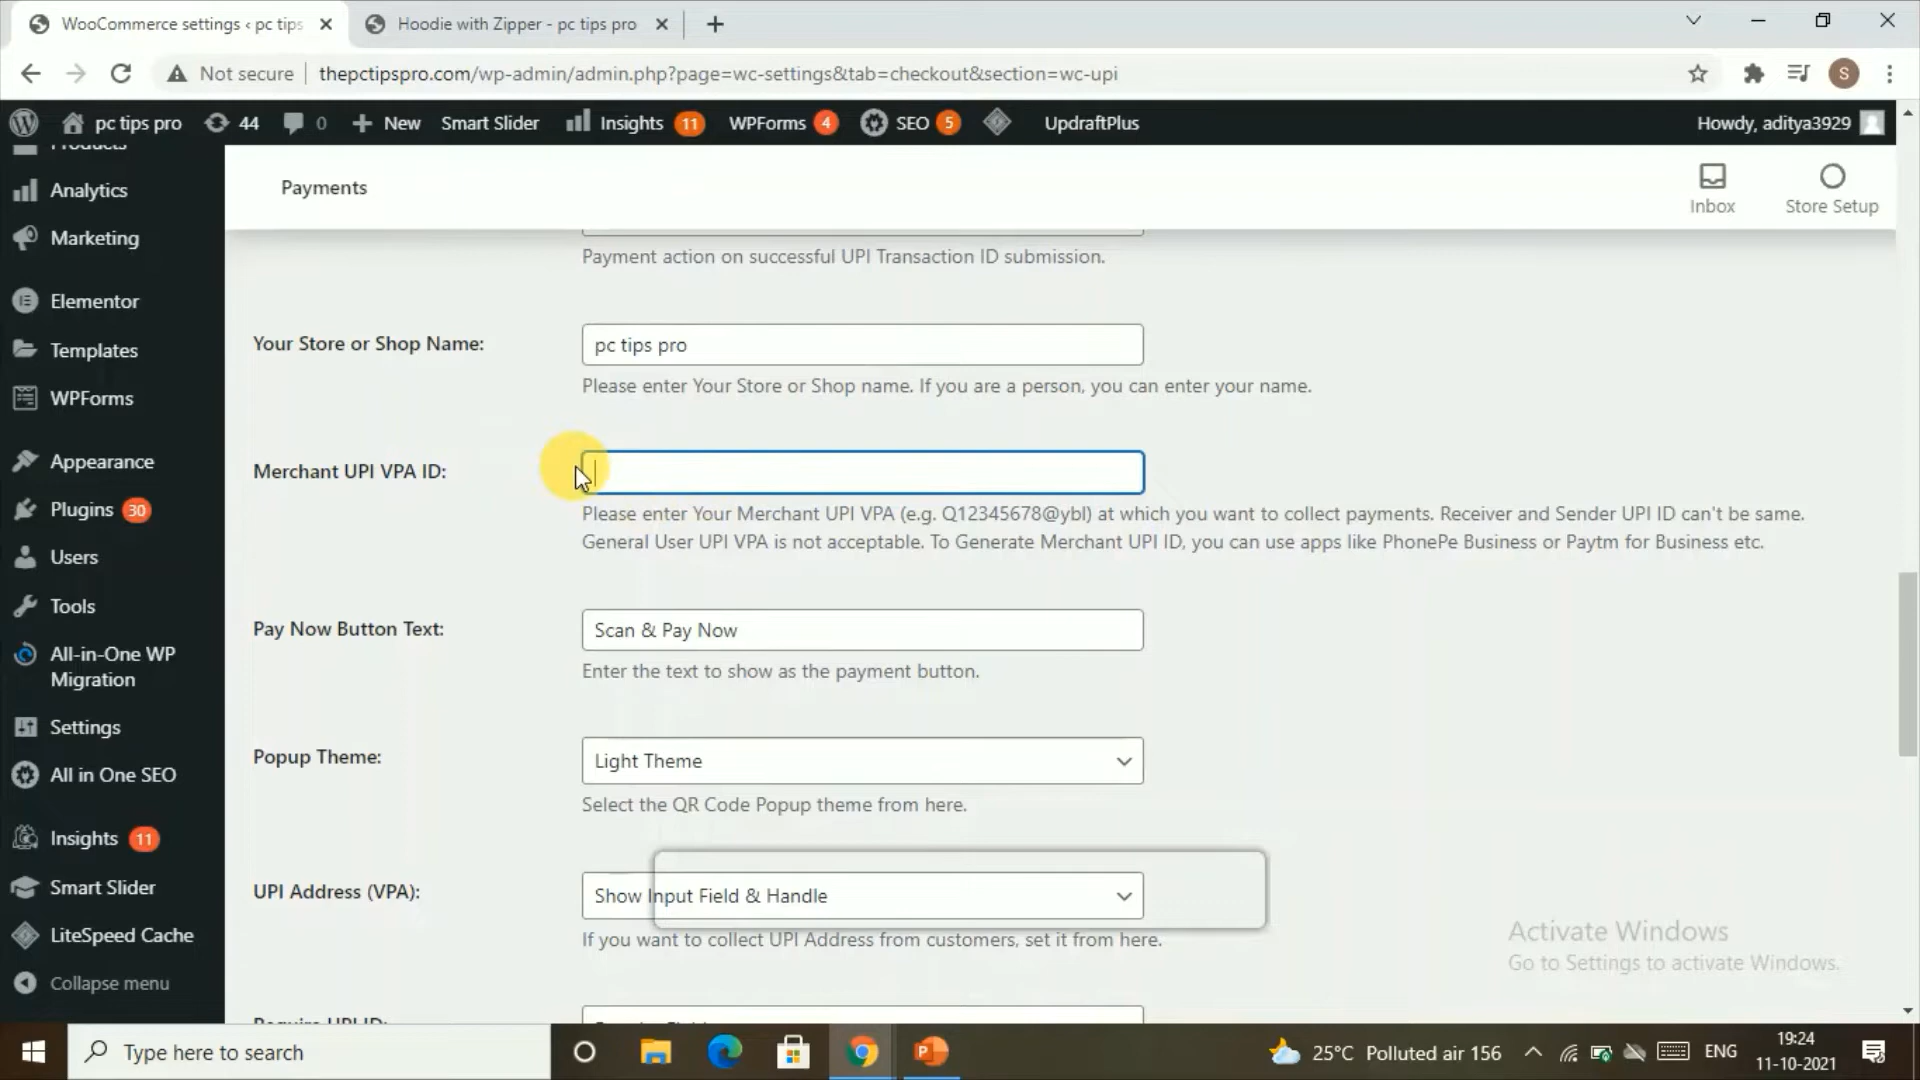 WooCommerce settings ‹ pc tips
Hoodie with Zipper - pc tips pro
Not secure
thepctipspro.com/wp-admin/admin.php?page=wc-settings&tab=checkout&section=wc-upi
S
pc tips pro
44
0
New
Smart Slider
Insights 11
WPForms 4
SEO 5
UpdraftPlus
Howdy, aditya3929
Products
Analytics
Marketing
Elementor
Templates
WPForms
Appearance
Plugins 30
Users
Tools
All-in-One WP
Migration
Settings
All in One SEO
Insights 11
Smart Slider
LiteSpeed Cache
Collapse menu
Payments
Inbox
Store Setup
Payment action on successful UPI Transaction ID submission.
Your Store or Shop Name:
pc tips pro
Please enter Your Store or Shop name. If you are a person, you can enter your name.
Merchant UPI VPA ID:
Please enter Your Merchant UPI VPA (e.g. Q12345678@ybl) at which you want to collect payments. Receiver and Sender UPI ID can't be same.
General User UPI VPA is not acceptable. To Generate Merchant UPI ID, you can use apps like PhonePe Business or Paytm for Business etc.
Pay Now Button Text:
Scan & Pay Now
Enter the text to show as the payment button.
Popup Theme:
Light Theme
Select the QR Code Popup theme from here.
UPI Address (VPA):
Show Input Field & Handle
If you want to collect UPI Address from customers, set it from here.
Require UPI ID:
Activate Windows
Go to Settings to activate Windows.
Type here to search
25°C Polluted air 156
ENG
19:24
11-10-2021